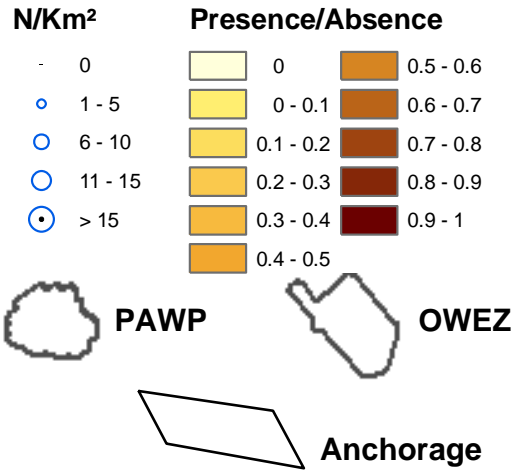 N/Km² Presence/Absence
- 0 0 0.5 - 0.6
1 - 5 0 - 0.1 0.6 - 0.7
6 - 10 0.1 - 0.2 0.7 - 0.8
11 - 15 0.2 - 0.3 0.8 - 0.9
> 15 0.3 - 0.4 0.9 - 1
0.4 - 0.5
PAWP OWEZ
Anchorage